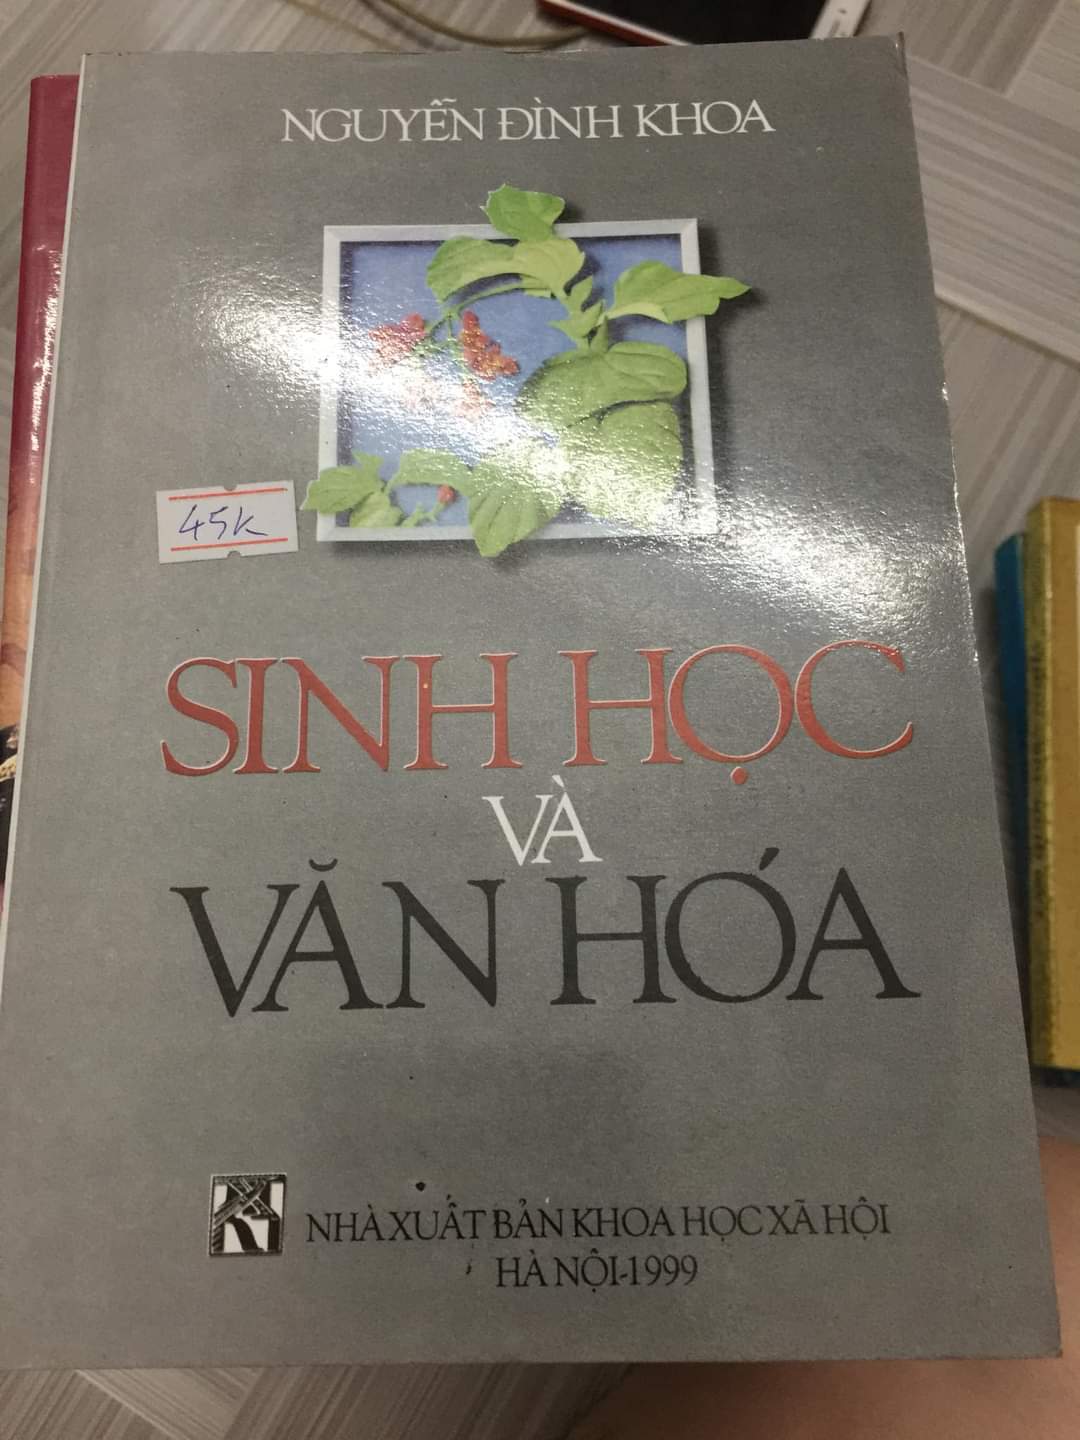 NGUYỄN ĐÌNH KHOA
45k
SINH HỌC
VÀ
VĂN HÓA
NHÀ XUẤT BẢN KHOA HỌC XÃ HỘI
HÀ NỘI-1999